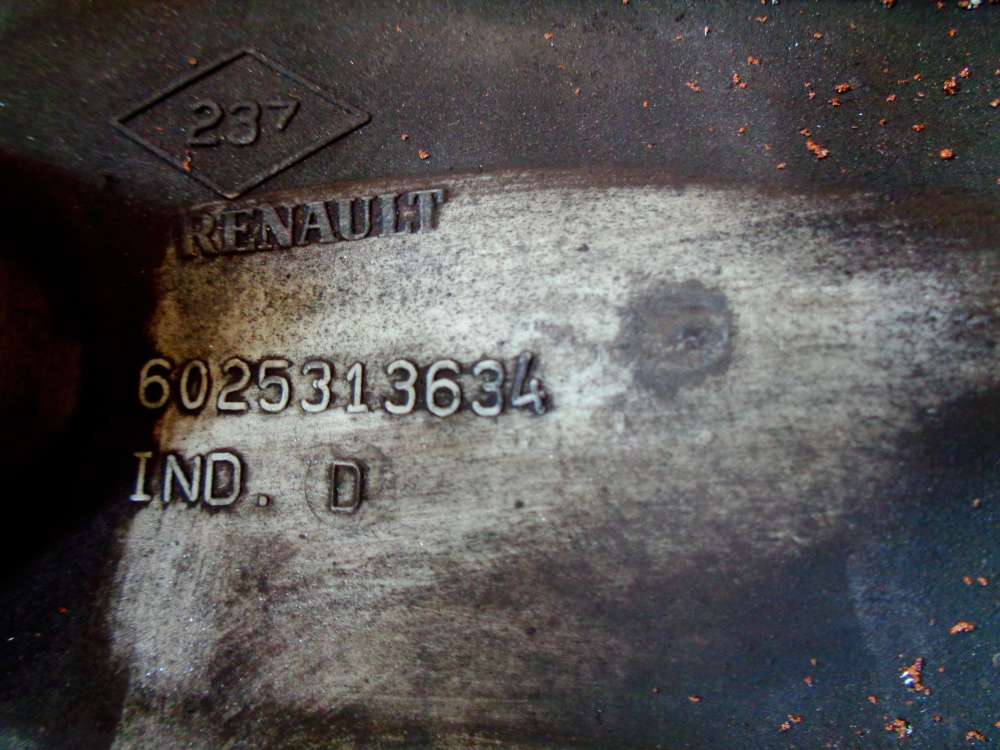 237
RENAULT
6025313634
IND. D